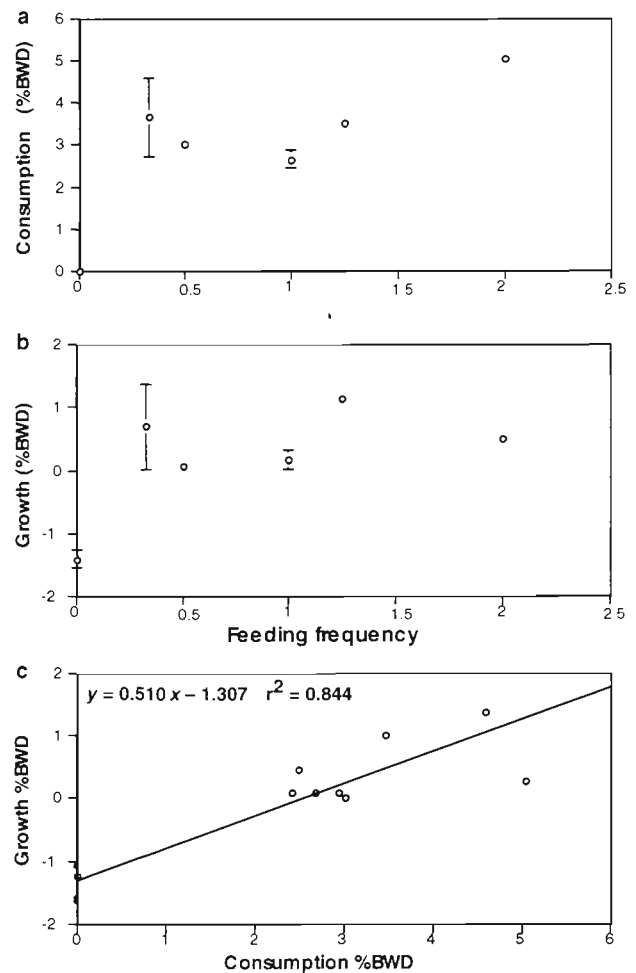 a
Consumption (%BWD)
6
5
4
3
2
1
0
0 0.5 1 1.5 2 2.5
b
Growth (%BWD)
2
1
0
-1
-2
0 0.5 1 1.5 2 2.5
Feeding frequency
c
y = 0.510 x – 1.307 r² = 0.844
Growth %BWD
2
1
0
-1
-2
0 1 2 3 4 5 6
Consumption %BWD